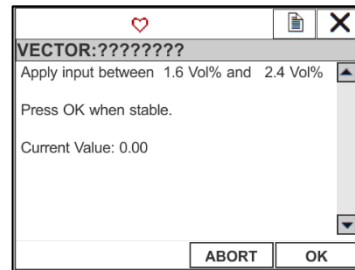 VECTOR:????????
Apply input between 1.6 Vol% and 2.4 Vol%
Press OK when stable.
Current Value: 0.00
ABORT OK